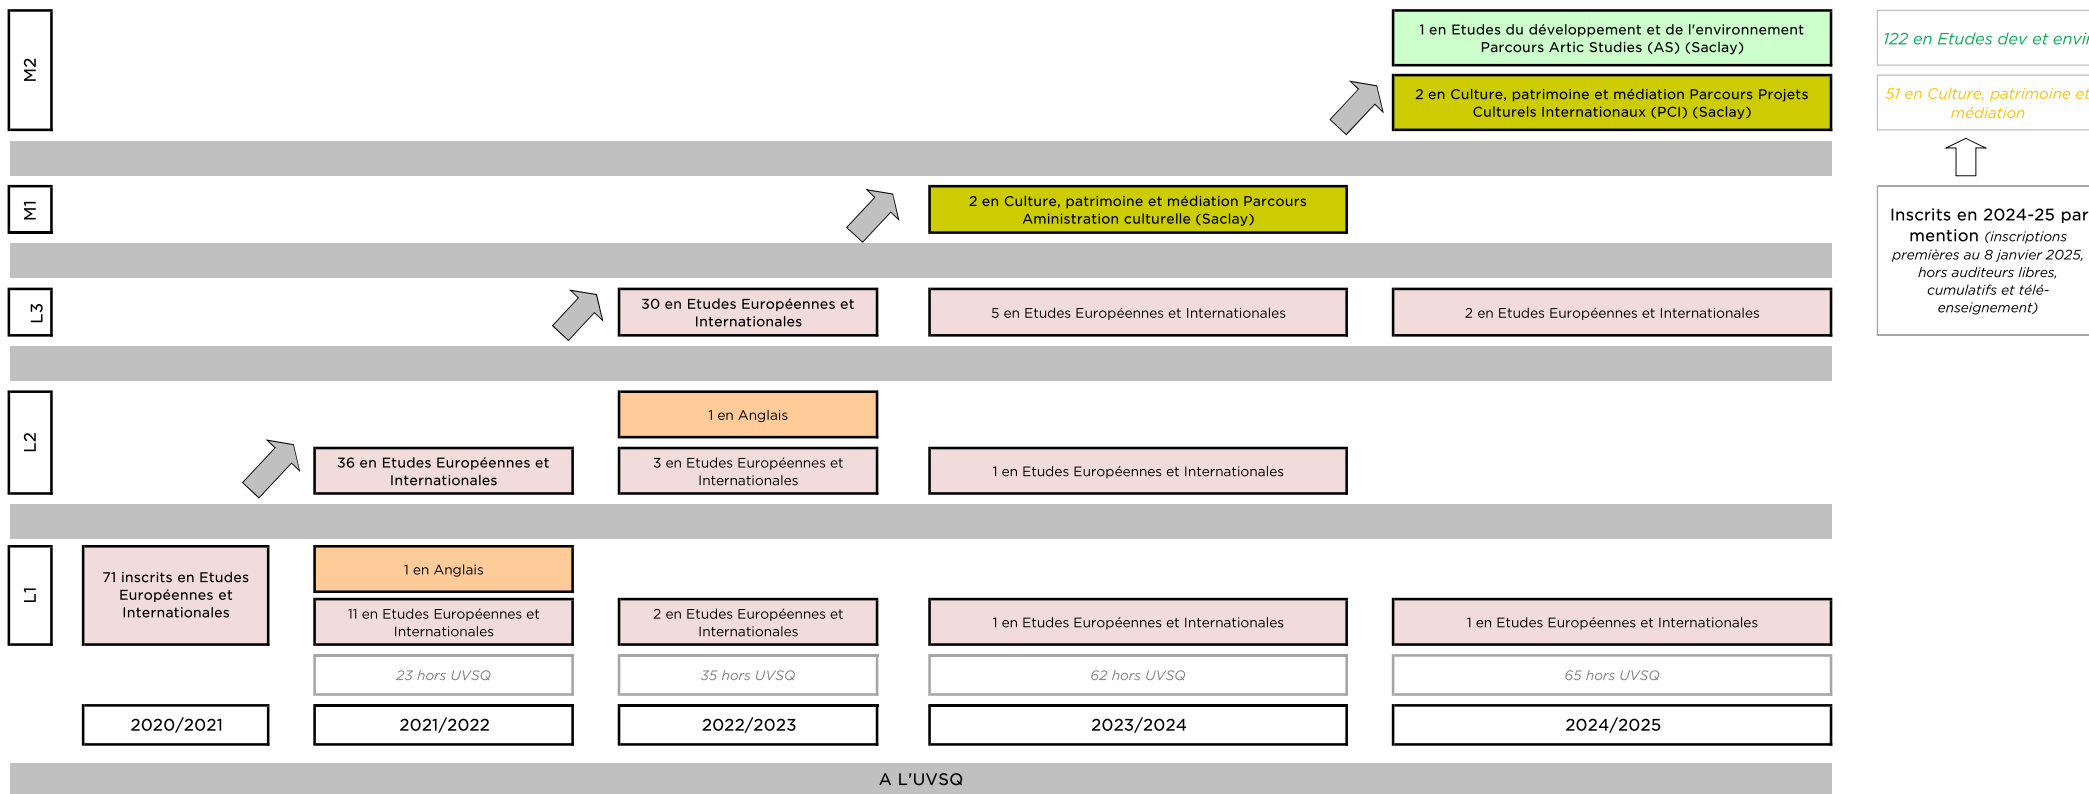 M2
1 en Etudes du développement et de l'environnement
Parcours Artic Studies (AS) (Saclay)
122 en Etudes dev et envir
2 en Culture, patrimoine et médiation Parcours Projets
Culturels Internationaux (PCI) (Saclay)
51 en Culture, patrimoine et
médiation
M1
2 en Culture, patrimoine et médiation Parcours
Aministration culturelle (Saclay)
Inscrits en 2024-25 par
mention (inscriptions
premières au 8 janvier 2025,
hors auditeurs libres,
cumulatifs et télé-
enseignement)
L3
30 en Etudes Européennes et
Internationales
5 en Etudes Européennes et Internationales
2 en Etudes Européennes et Internationales
L2
1 en Anglais
36 en Etudes Européennes et
Internationales
3 en Etudes Européennes et
Internationales
1 en Etudes Européennes et Internationales
L1
71 inscrits en Etudes
Européennes et
Internationales
1 en Anglais
11 en Etudes Européennes et
Internationales
2 en Etudes Européennes et
Internationales
1 en Etudes Européennes et Internationales
1 en Etudes Européennes et Internationales
23 hors UVSQ
35 hors UVSQ
62 hors UVSQ
65 hors UVSQ
2020/2021
2021/2022
2022/2023
2023/2024
2024/2025
A L'UVSQ